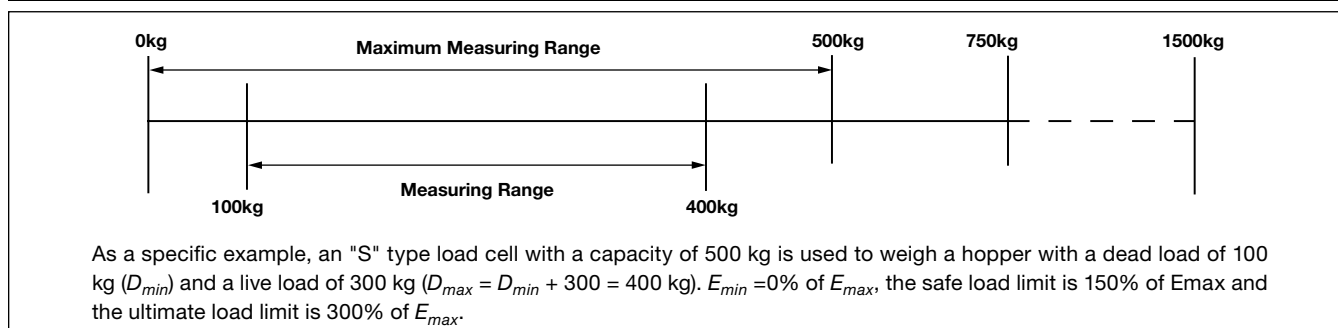 0kg Maximum Measuring Range 500kg 750kg 1500kg
Measuring Range
100kg 400kg
As a specific example, an "S" type load cell with a capacity of 500 kg is used to weigh a hopper with a dead load of 100
kg (Dmin) and a live load of 300 kg (Dmax = Dmin + 300 = 400 kg). Emin =0% of Emax, the safe load limit is 150% of Emax and
the ultimate load limit is 300% of Emax.